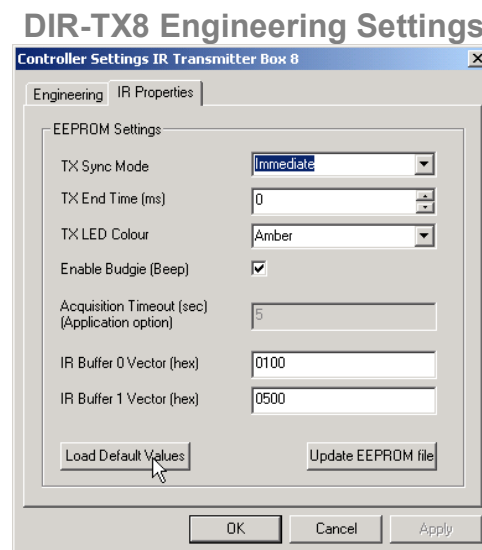 DIR-TX8 Engineering Settings
Controller Settings IR Transmitter Box 8
Engineering IR Properties
EEPROM Settings
TX Sync Mode Immediate
TX End Time (ms) 0
TX LED Colour Amber
Enable Budgie (Beep)
Acquisition Timeout (sec)
(Application option) 5
IR Buffer 0 Vector (hex) 0100
IR Buffer 1 Vector (hex) 0500
Load Default Values Update EEPROM file
OK Cancel Apply